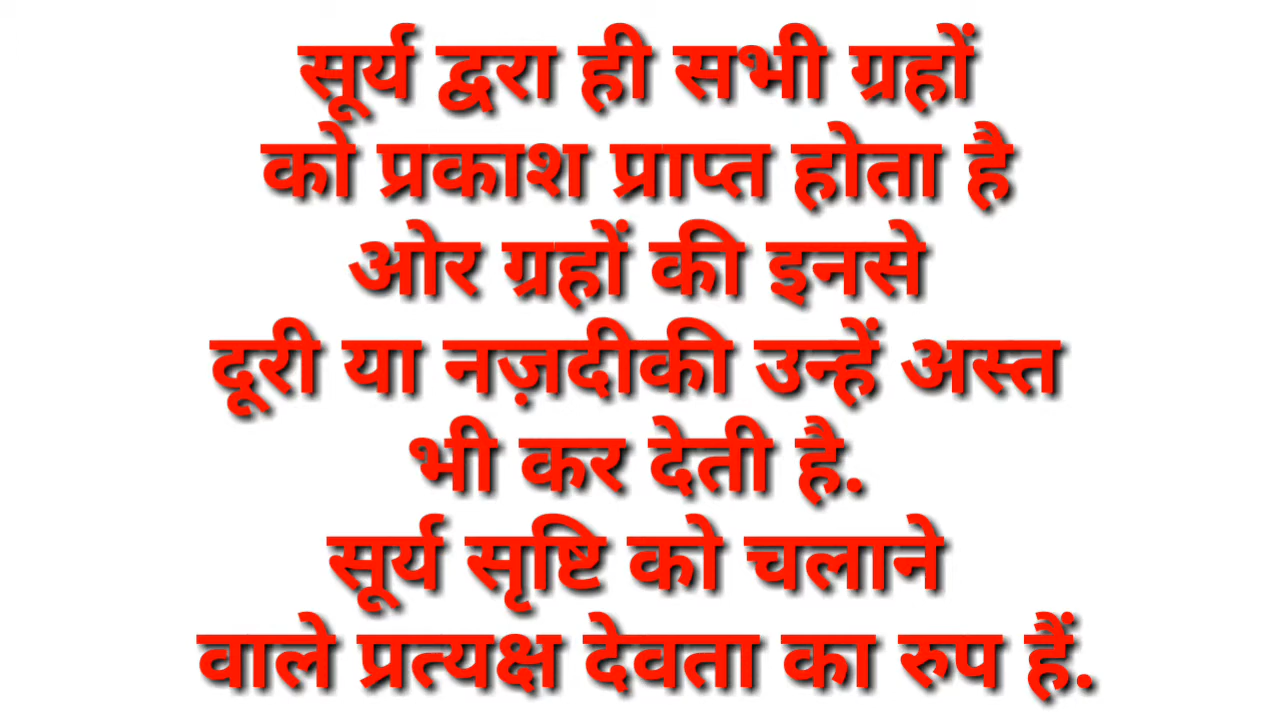 सूर्य द्वरा ही सभी ग्रहों
को प्रकाश प्राप्त होता है
ओर ग्रहों की इनसे
दूरी या नज़दीकी उन्हें अस्त
भी कर देती है.
सूर्य सृष्टि को चलाने
वाले प्रत्यक्ष देवता का रुप हैं.